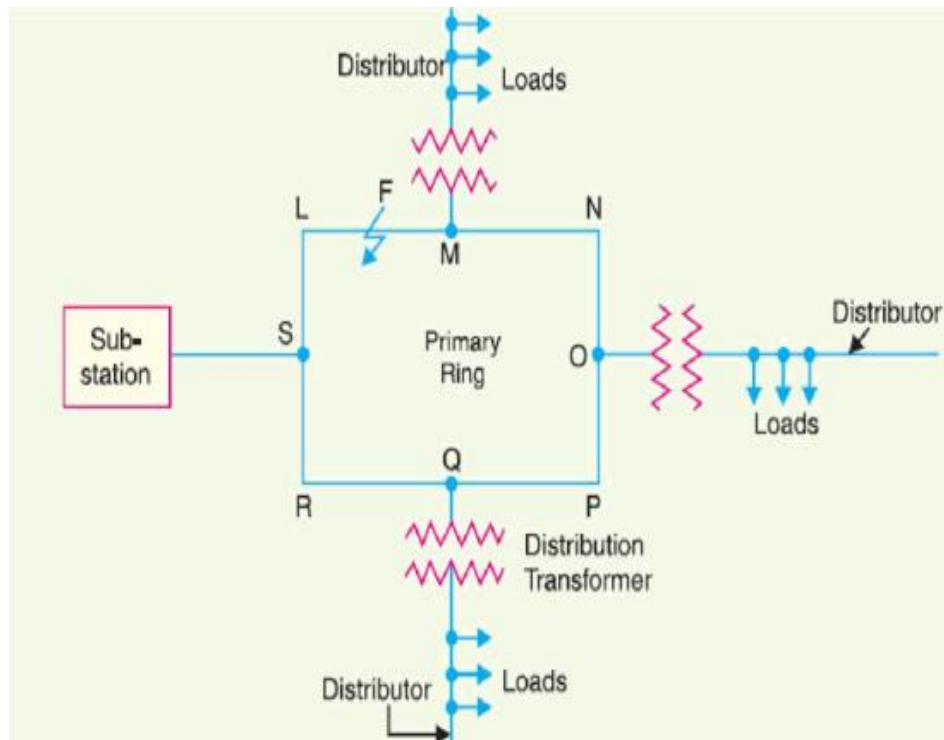 Distributor
Loads
F
L
N
M
Sub-
station
S
Primary
Ring
O
Distributor
Loads
Q
R
P
Distribution
Transformer
Loads
Distributor